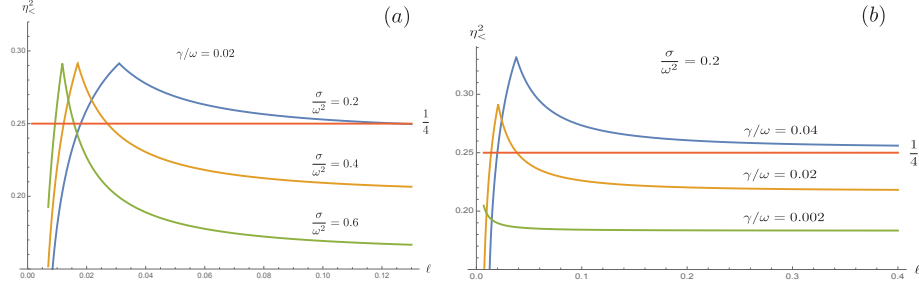 η²<
(a)
γ/ω = 0.02
0.30
σ/ω² = 0.2
0.25
1/4
σ/ω² = 0.4
0.20
σ/ω² = 0.6
0.00 0.02 0.04 0.06 0.08 0.10 0.12 ℓ
(b)
η²<
σ/ω² = 0.2
0.30
γ/ω = 0.04
0.25
1/4
γ/ω = 0.02
0.20
γ/ω = 0.002
0.0 0.1 0.2 0.3 0.4 ℓ